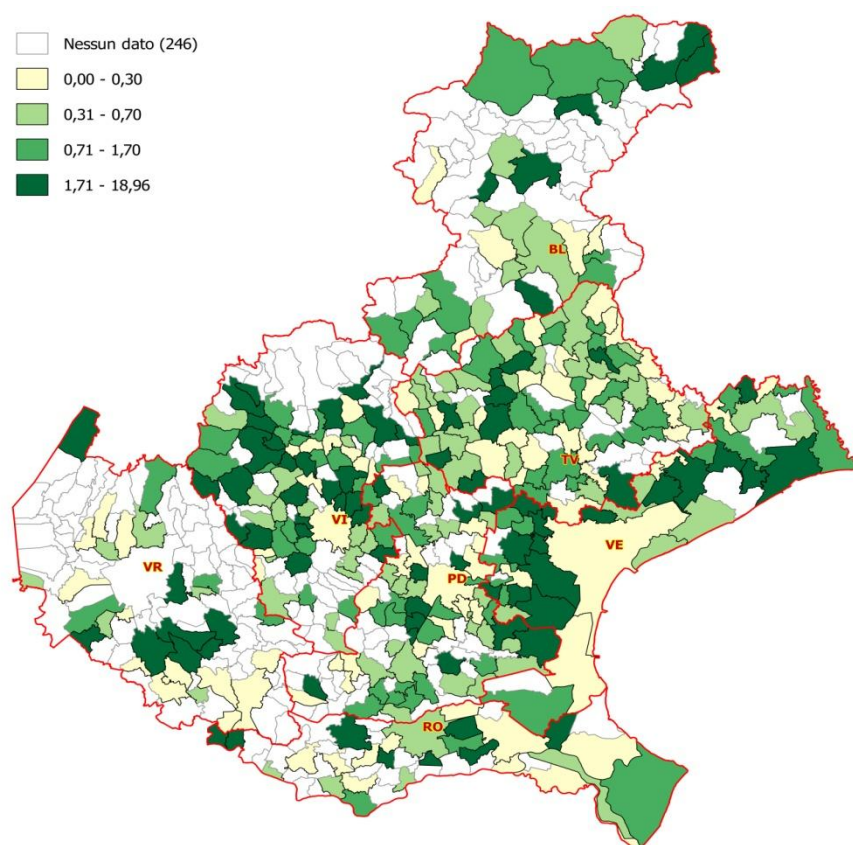 Nessun dato (246)
0,00 - 0,30
0,31 - 0,70
0,71 - 1,70
1,71 - 18,96
BL
TV
VI
VE
VR
PD
RO